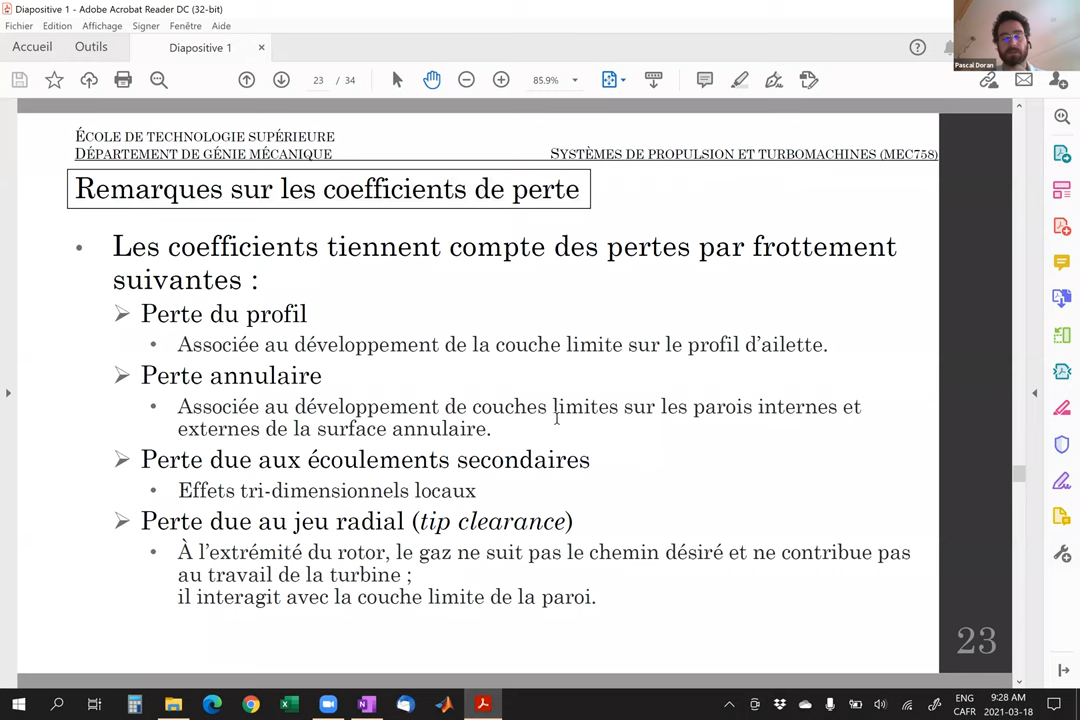 Diapositive 1 - Adobe Acrobat Reader DC (32-bit)
Fichier Edition Affichage Signer Fenêtre Aide
Accueil Outils Diapositive 1 ×
23 / 34 85.9%
Pascal Doran
ÉCOLE DE TECHNOLOGIE SUPÉRIEURE
DÉPARTEMENT DE GÉNIE MÉCANIQUE SYSTÈMES DE PROPULSION ET TURBOMACHINES (MEC758)
Remarques sur les coefficients de perte
• Les coefficients tiennent compte des pertes par frottement
suivantes :
➢ Perte du profil
• Associée au développement de la couche limite sur le profil d’ailette.
➢ Perte annulaire
• Associée au développement de couches limites sur les parois internes et
externes de la surface annulaire.
➢ Perte due aux écoulements secondaires
• Effets tri-dimensionnels locaux
➢ Perte due au jeu radial (tip clearance)
• À l’extrémité du rotor, le gaz ne suit pas le chemin désiré et ne contribue pas
au travail de la turbine ;
il interagit avec la couche limite de la paroi.
23
ENG
CAFR
9:28 AM
2021-03-18